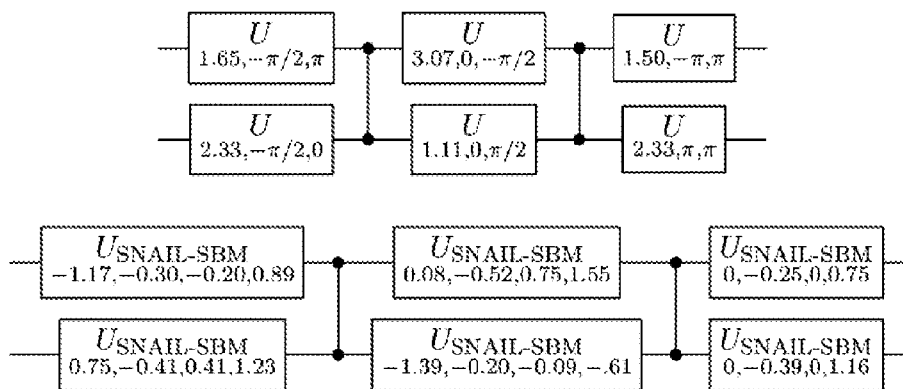 U U U
1.65,−π/2,π 3.07,0,−π/2 1.50,−π,π
U U U
2.33,−π/2,0 1.11,0,π/2 2.33,π,π
U_SNAIL-SBM U_SNAIL-SBM U_SNAIL-SBM
−1.17,−0.30,−0.20,0.89 0.08,−0.52,0.75,1.55 0,−0.25,0,0.75
U_SNAIL-SBM U_SNAIL-SBM U_SNAIL-SBM
0.75,−0.41,0.41,1.23 −1.39,−0.20,−0.09,−.61 0,−0.39,0,1.16